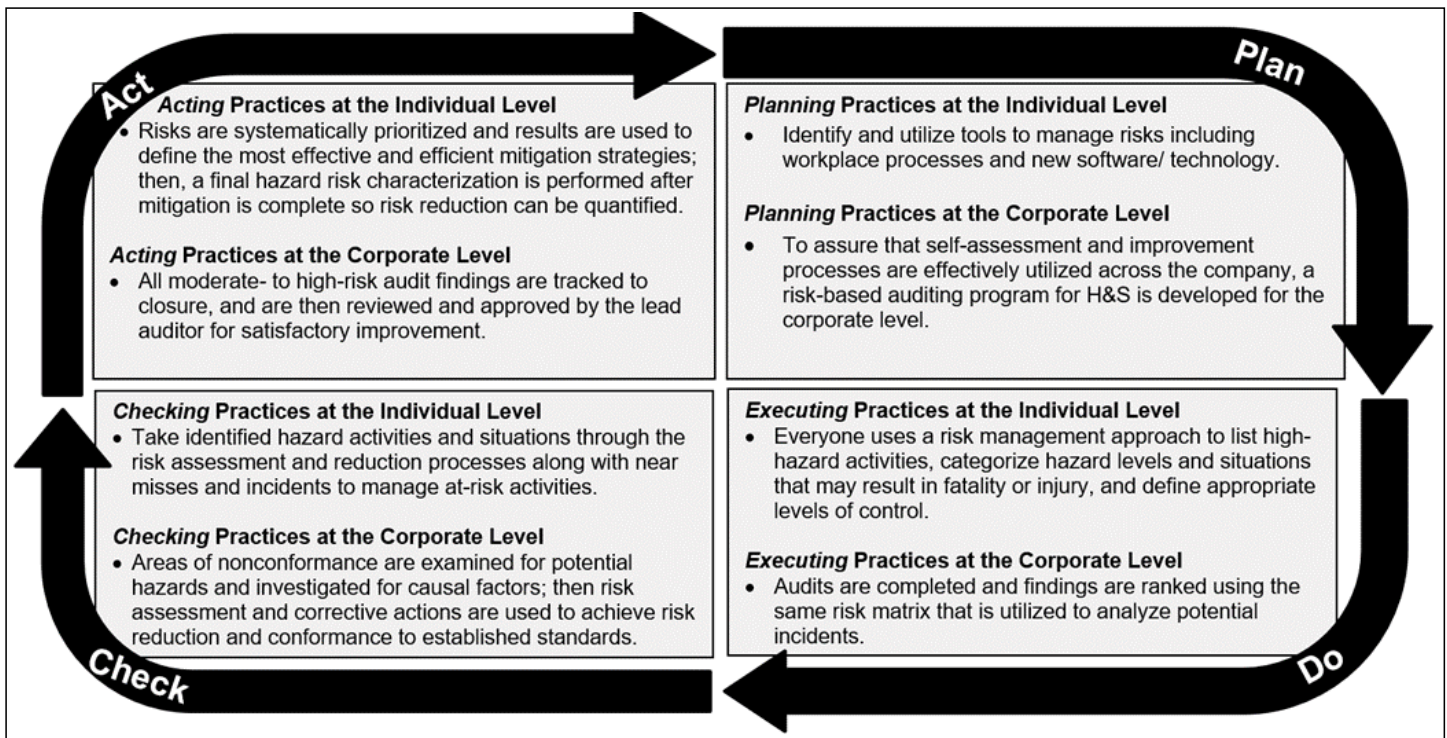 Act
Acting Practices at the Individual Level
• Risks are systematically prioritized and results are used to
define the most effective and efficient mitigation strategies;
then, a final hazard risk characterization is performed after
mitigation is complete so risk reduction can be quantified.
Acting Practices at the Corporate Level
• All moderate- to high-risk audit findings are tracked to
closure, and are then reviewed and approved by the lead
auditor for satisfactory improvement.
Plan
Planning Practices at the Individual Level
• Identify and utilize tools to manage risks including
workplace processes and new software/ technology.
Planning Practices at the Corporate Level
• To assure that self-assessment and improvement
processes are effectively utilized across the company, a
risk-based auditing program for H&S is developed for the
corporate level.
Checking Practices at the Individual Level
• Take identified hazard activities and situations through the
risk assessment and reduction processes along with near
misses and incidents to manage at-risk activities.
Checking Practices at the Corporate Level
• Areas of nonconformance are examined for potential
hazards and investigated for causal factors; then risk
assessment and corrective actions are used to achieve risk
reduction and conformance to established standards.
Check
Executing Practices at the Individual Level
• Everyone uses a risk management approach to list high-
hazard activities, categorize hazard levels and situations
that may result in fatality or injury, and define appropriate
levels of control.
Executing Practices at the Corporate Level
• Audits are completed and findings are ranked using the
same risk matrix that is utilized to analyze potential
incidents.
Do